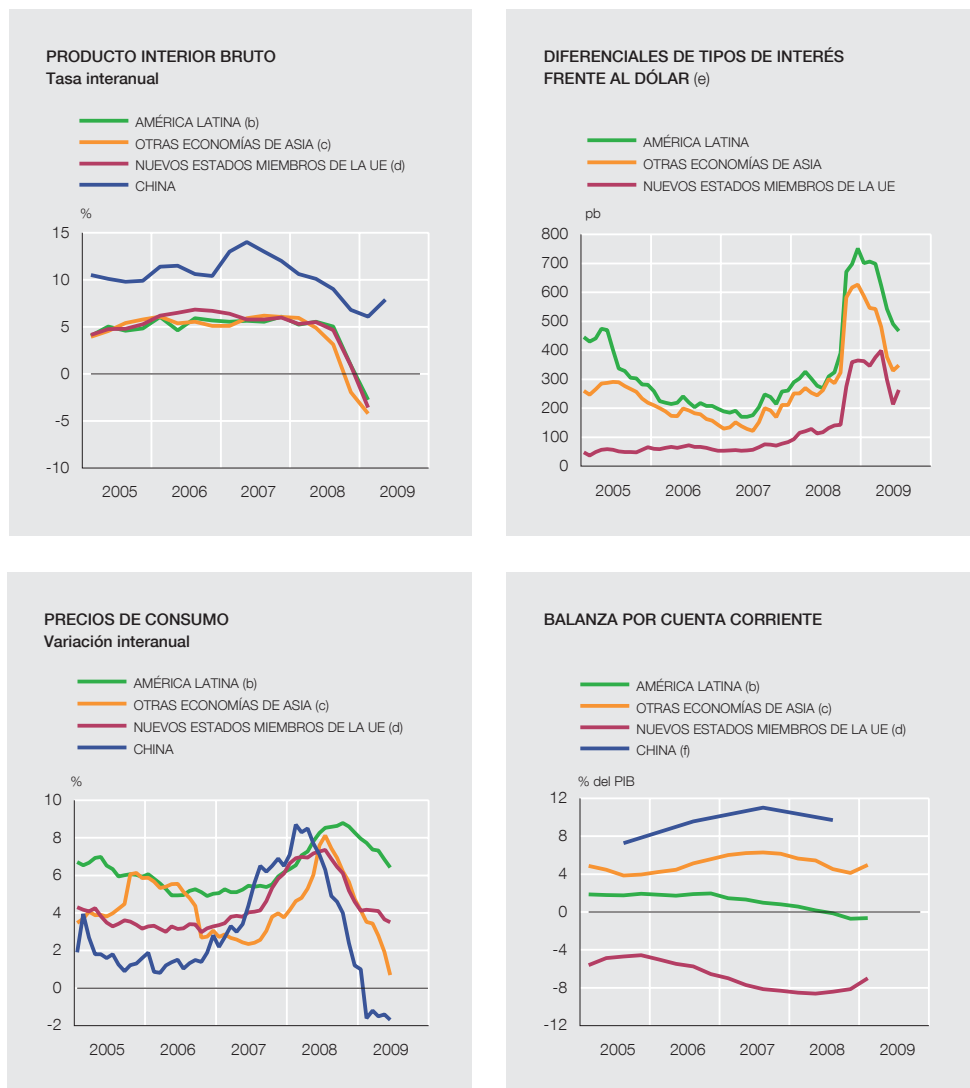 PRODUCTO INTERIOR BRUTO
Tasa interanual
AMÉRICA LATINA (b)
OTRAS ECONOMÍAS DE ASIA (c)
NUEVOS ESTADOS MIEMBROS DE LA UE (d)
CHINA
%
15
10
5
0
-5
-10
2005 2006 2007 2008 2009
DIFERENCIALES DE TIPOS DE INTERÉS
FRENTE AL DÓLAR (e)
AMÉRICA LATINA
OTRAS ECONOMÍAS DE ASIA
NUEVOS ESTADOS MIEMBROS DE LA UE
pb
800
700
600
500
400
300
200
100
0
2005 2006 2007 2008 2009
PRECIOS DE CONSUMO
Variación interanual
AMÉRICA LATINA (b)
OTRAS ECONOMÍAS DE ASIA (c)
NUEVOS ESTADOS MIEMBROS DE LA UE (d)
CHINA
%
10
8
6
4
2
0
-2
2005 2006 2007 2008 2009
BALANZA POR CUENTA CORRIENTE
AMÉRICA LATINA (b)
OTRAS ECONOMÍAS DE ASIA (c)
NUEVOS ESTADOS MIEMBROS DE LA UE (d)
CHINA (f)
% del PIB
12
8
4
0
-4
-8
-12
2005 2006 2007 2008 2009